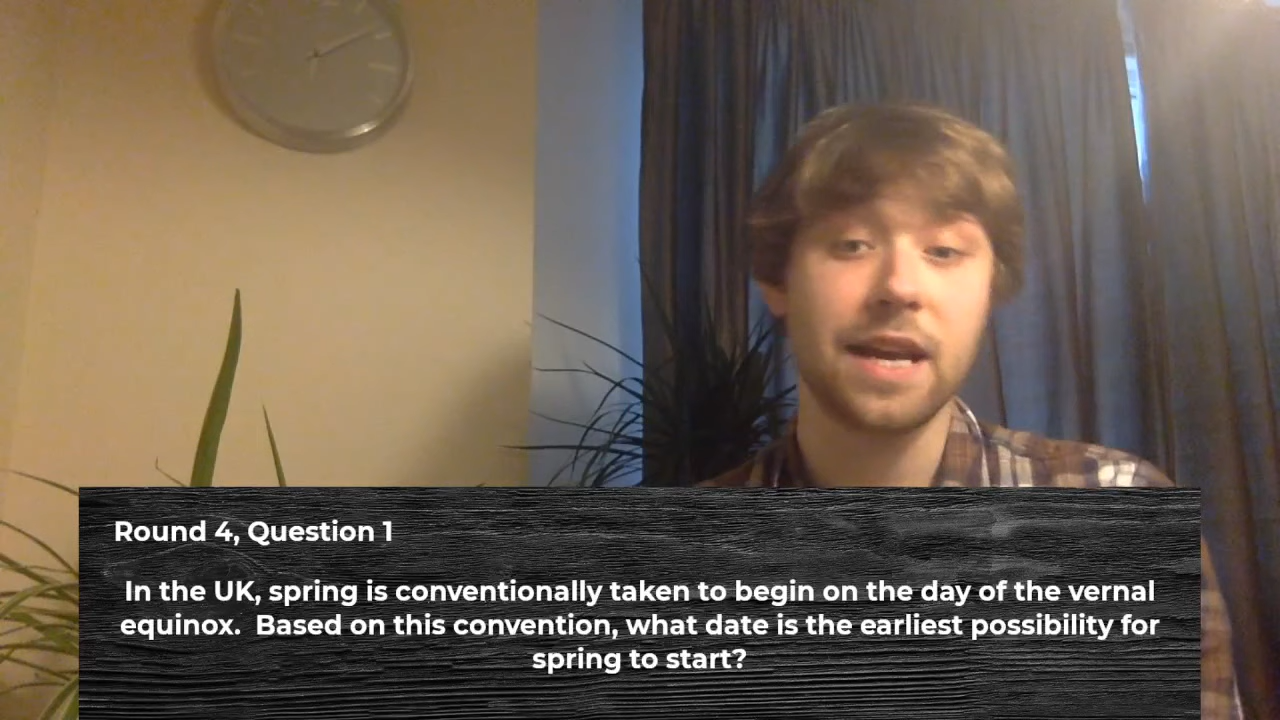 Round 4, Question 1
In the UK, spring is conventionally taken to begin on the day of the vernal
equinox.  Based on this convention, what date is the earliest possibility for
spring to start?